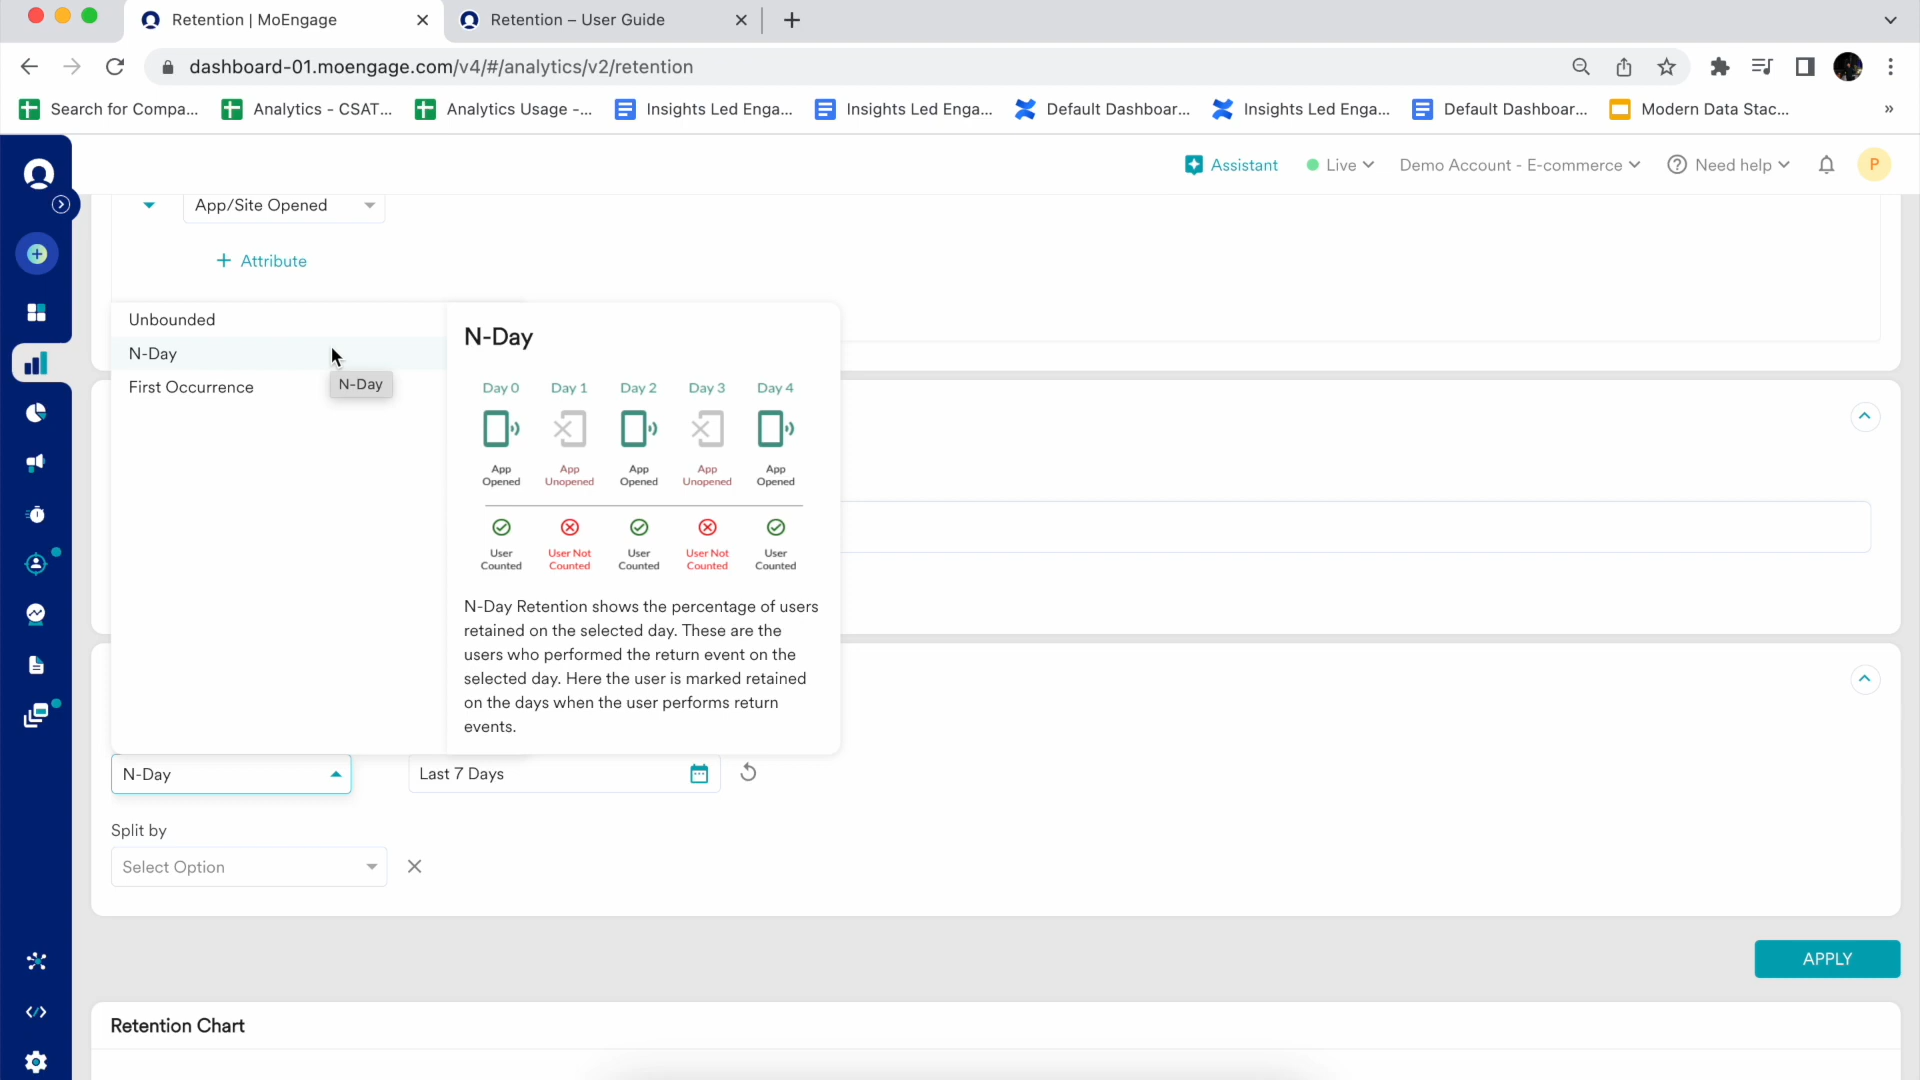 Retention | MoEngage
Retention – User Guide
dashboard-01.moengage.com/v4/#/analytics/v2/retention
Search for Compa...
Analytics - CSAT...
Analytics Usage -...
Insights Led Enga...
Insights Led Enga...
Default Dashboar...
Insights Led Enga...
Default Dashboar...
Modern Data Stac...
»
Assistant
Live
Demo Account - E-commerce
Need help
P
App/Site Opened
+ Attribute
Unbounded
N-Day
First Occurrence
N-Day
N-Day
Day 0 Day 1 Day 2 Day 3 Day 4
App Opened
App Unopened
App Opened
App Unopened
App Opened
User Counted
User Not Counted
User Counted
User Not Counted
User Counted
N-Day Retention shows the percentage of users
retained on the selected day. These are the
users who performed the return event on the
selected day. Here the user is marked retained
on the days when the user performs return
events.
N-Day
Last 7 Days
Split by
Select Option
APPLY
Retention Chart